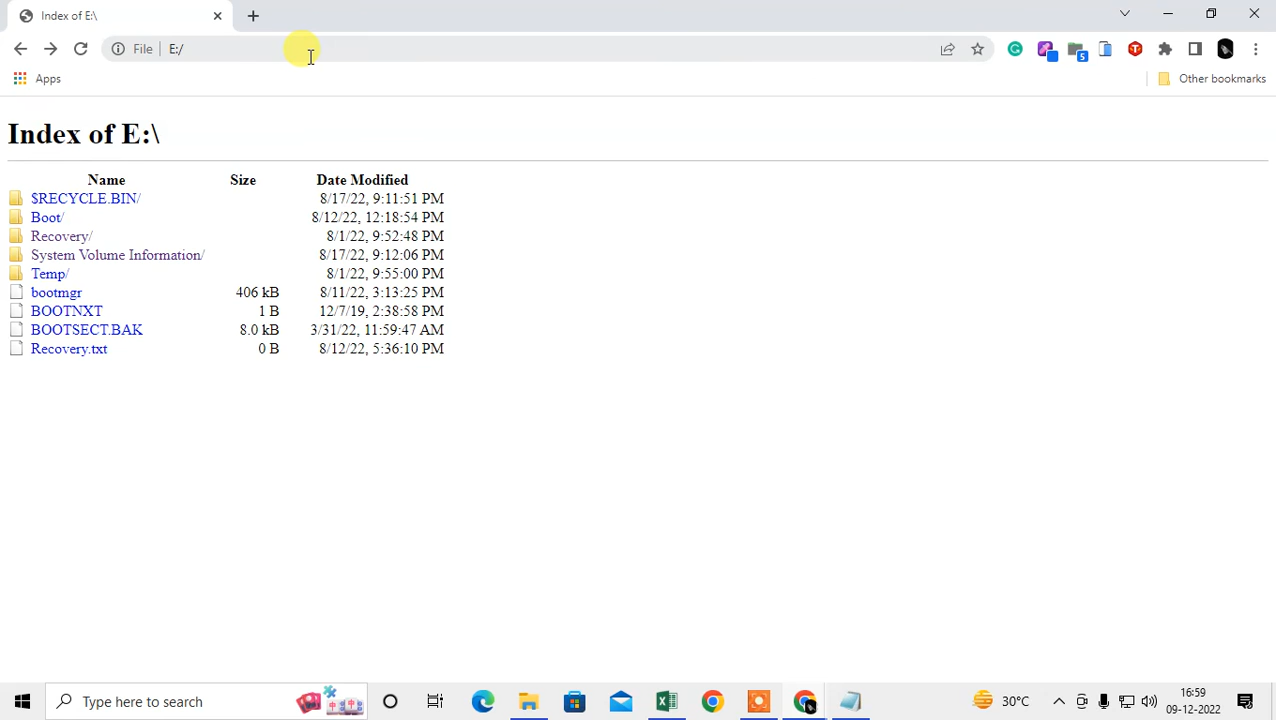 Index of E:\
File E:/
5
Apps
Other bookmarks
Index of E:\
Name Size Date Modified
$RECYCLE.BIN/ 8/17/22, 9:11:51 PM
Boot/ 8/12/22, 12:18:54 PM
Recovery/ 8/1/22, 9:52:48 PM
System Volume Information/ 8/17/22, 9:12:06 PM
Temp/ 8/1/22, 9:55:00 PM
bootmgr 406 kB 8/11/22, 3:13:25 PM
BOOTNXT 1 B 12/7/19, 2:38:58 PM
BOOTSECT.BAK 8.0 kB 3/31/22, 11:59:47 AM
Recovery.txt 0 B 8/12/22, 5:36:10 PM
Type here to search
30°C
16:59
09-12-2022